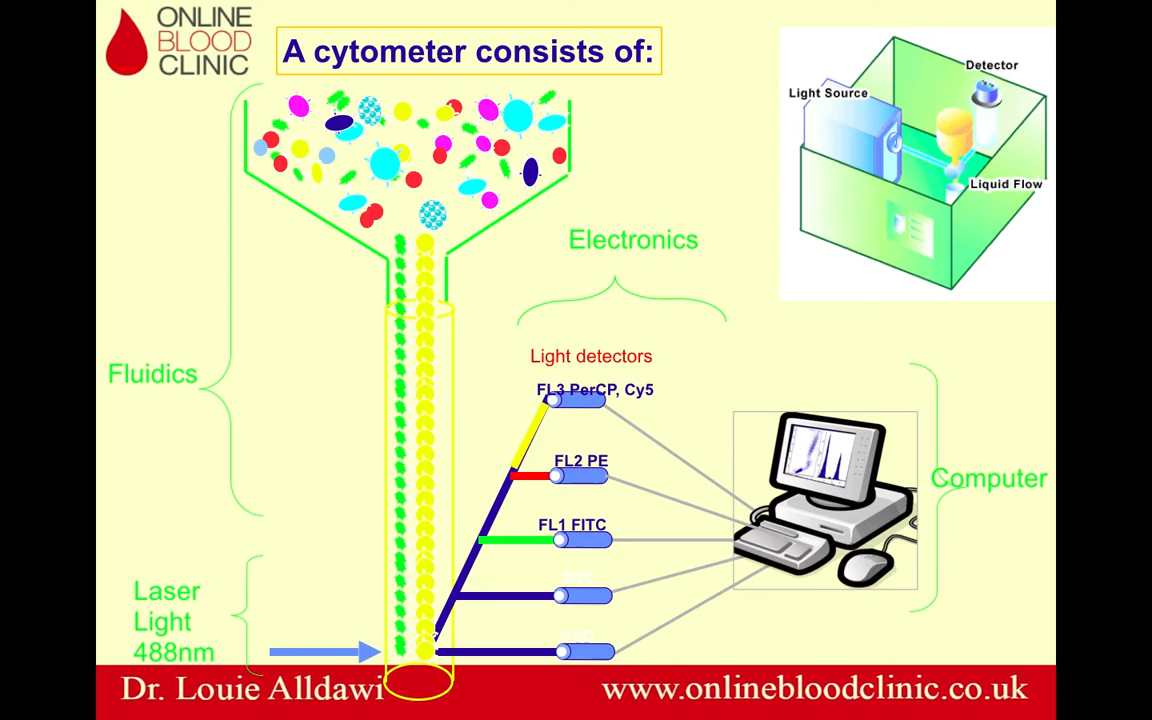 ONLINE
BLOOD
CLINIC
A cytometer consists of:
Detector
Light Source
Liquid Flow
Electronics
Light detectors
Fluidics
FL3 PerCP, Cy5
FL2 PE
Computer
FL1 FITC
Laser
Light
488nm
Dr. Louie Alldawi
www.onlinebloodclinic.co.uk